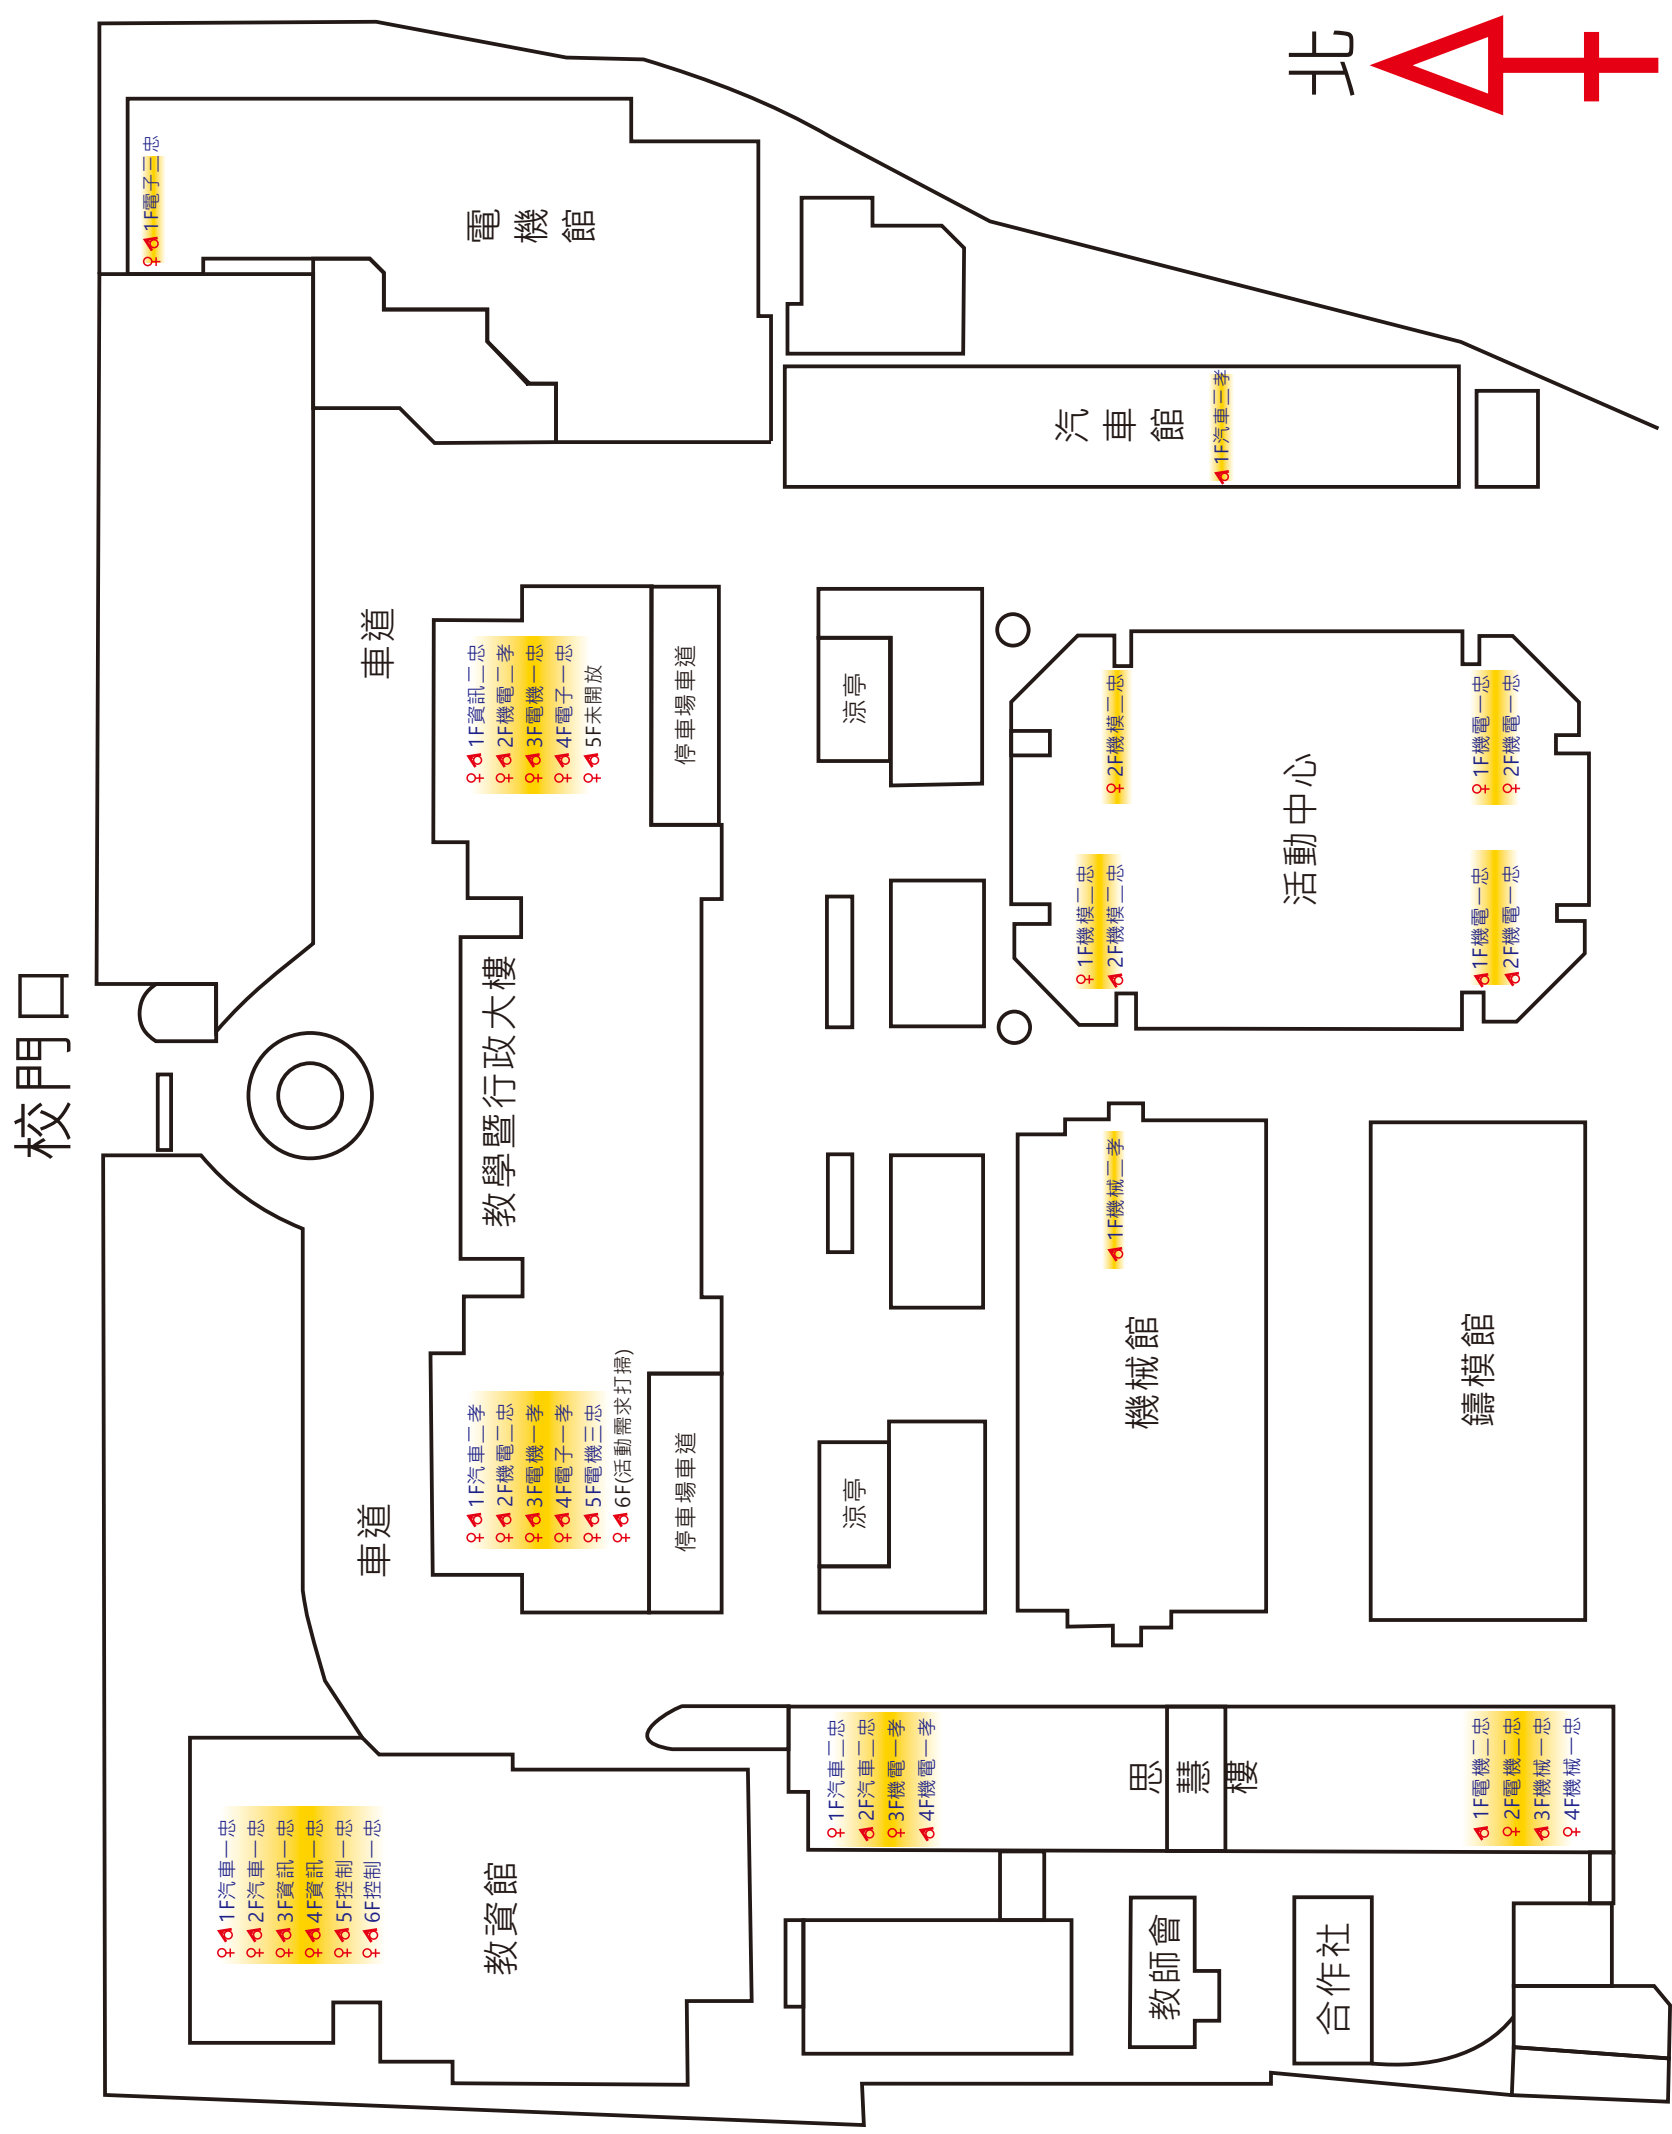 北
校門口
電機館
1F電子三忠
汽車館
1F汽車三孝
車道
1F資訊二忠
2F機電二孝
3F電機一忠
4F電子一忠
5F未開放
停車場車道
涼亭
教學暨行政大樓
活動中心
2F機模二忠
1F機模二忠
2F機模二忠
1F機電一忠
2F機電一忠
1F機電一忠
2F機電一忠
車道
1F汽車二孝
2F機電二忠
3F電機一孝
4F電子一孝
5F電機三忠
6F(活動需求打掃)
停車場車道
涼亭
機械館
1F機械二孝
鑄模館
教資館
1F汽車一忠
2F汽車一忠
3F資訊一忠
4F資訊一忠
5F控制一忠
6F控制一忠
思慧樓
1F汽車二忠
2F汽車二忠
3F機電一孝
4F機電一孝
1F電機二忠
2F電機二忠
3F機械一忠
4F機械一忠
教師會
合作社